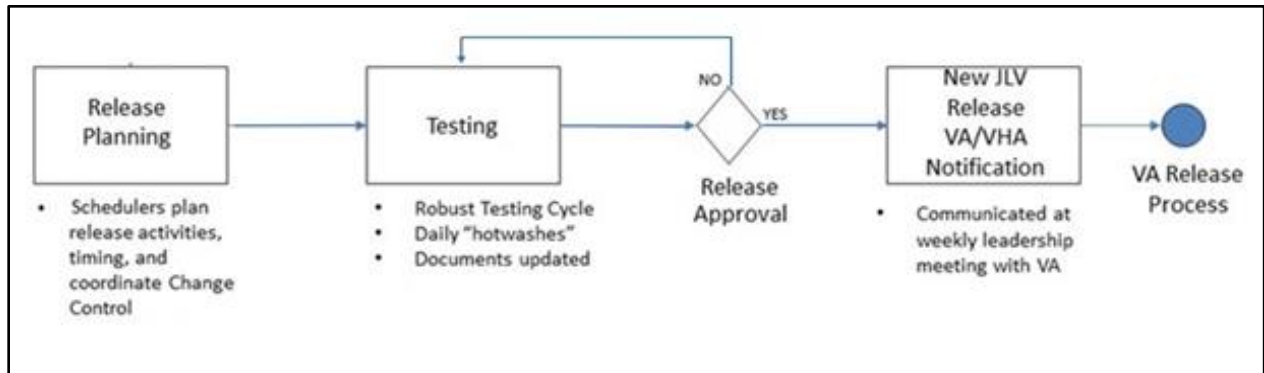 Release
Planning
• Schedulers plan
release activities,
timing, and
coordinate Change
Control
Testing
• Robust Testing Cycle
• Daily “hotwashes”
• Documents updated
NO
YES
Release
Approval
New JLV
Release
VA/VHA
Notification
• Communicated at
weekly leadership
meeting with VA
VA Release
Process